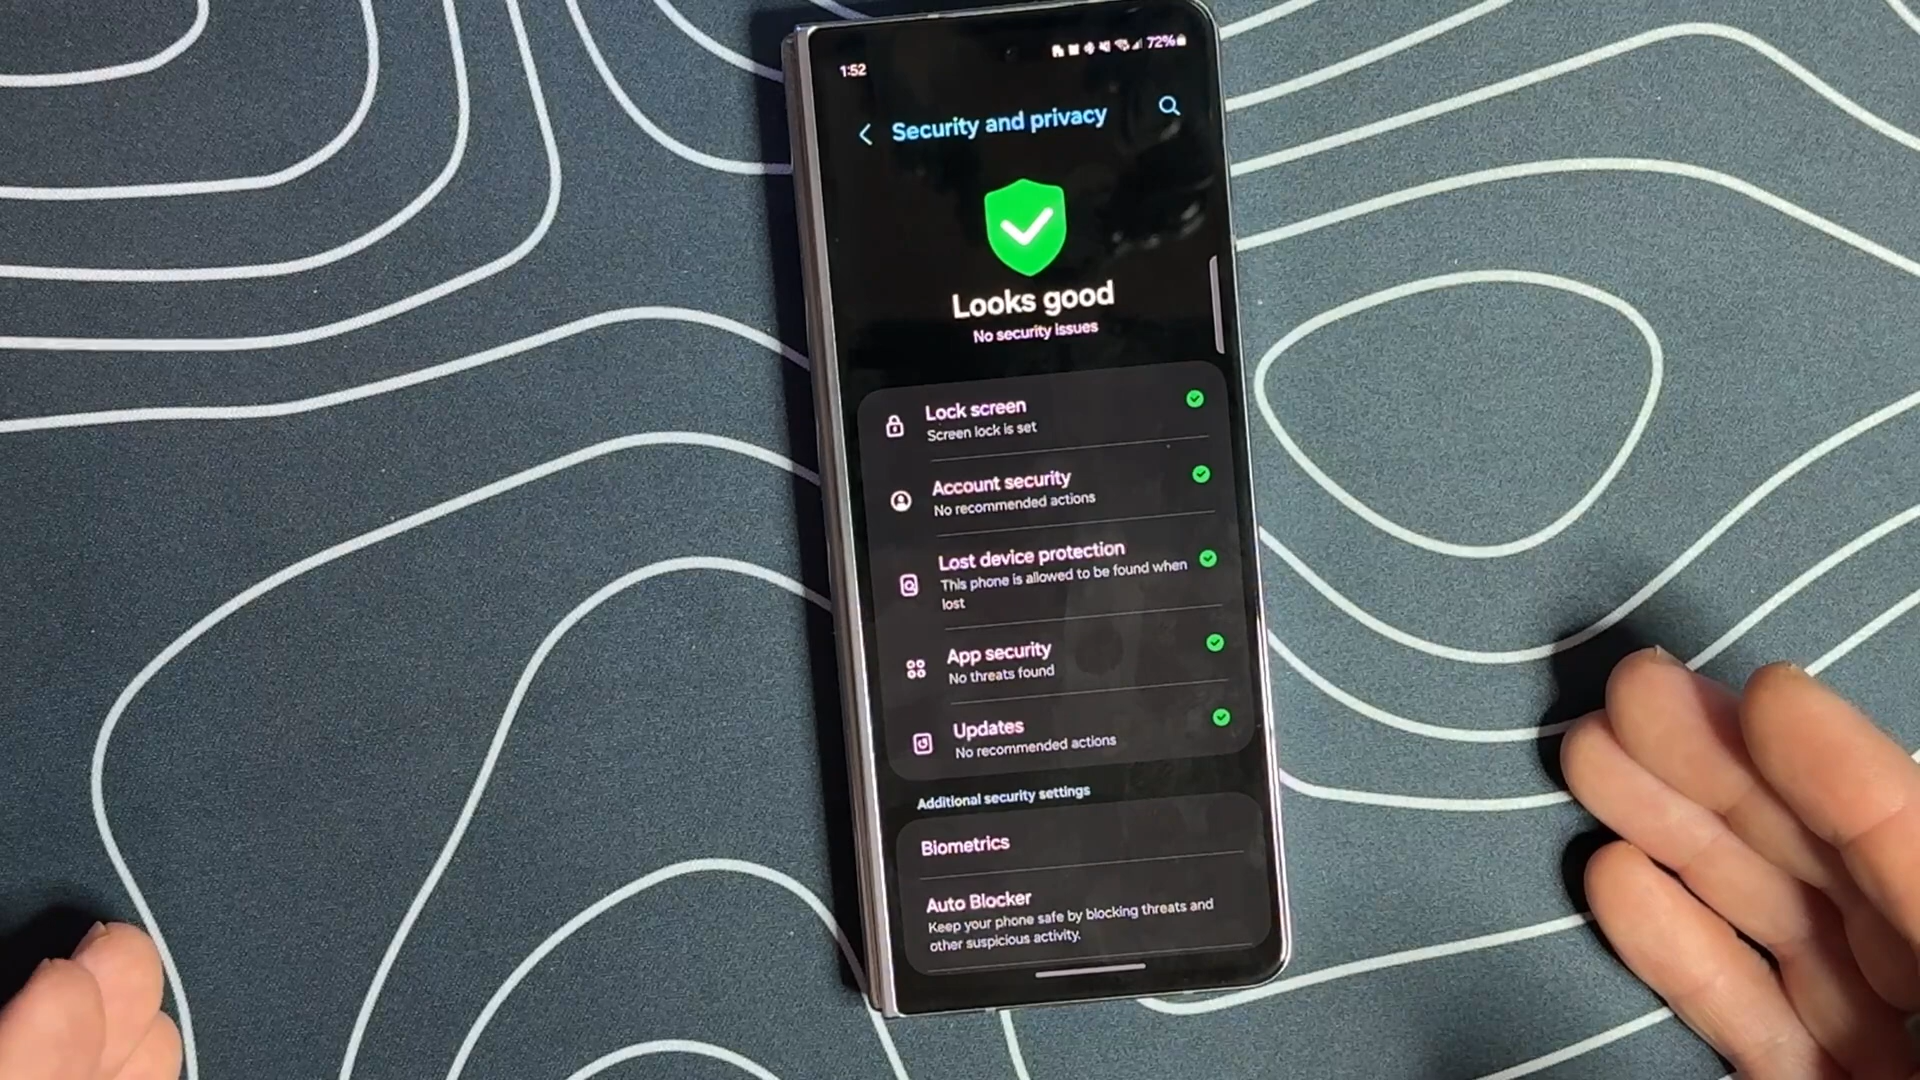 1:52
72%
Security and privacy
Looks good
No security issues
Lock screen
Screen lock is set
Account security
No recommended actions
Lost device protection
This phone is allowed to be found when
lost
App security
No threats found
Updates
No recommended actions
Additional security settings
Biometrics
Auto Blocker
Keep your phone safe by blocking threats and
other suspicious activity.